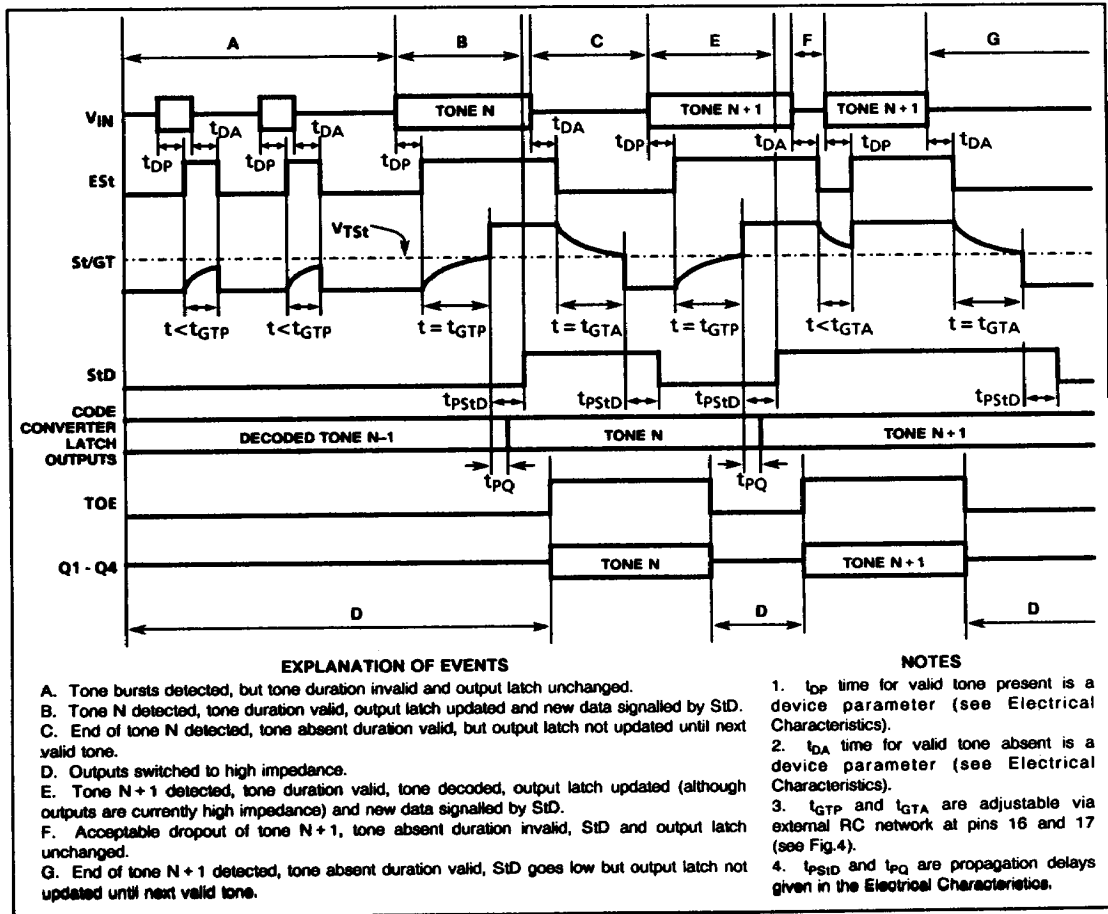 A B C E F G
VIN TONE N TONE N + 1 TONE N + 1
tDA tDA tDA tDA tDA
tDP tDP tDP tDP tDP
ESt
VTSt
St/GT
t < tGTP t < tGTP t = tGTP t = tGTA t = tGTP t < tGTA t = tGTA
StD
tPStD tPStD tPStD tPStD
CODE
CONVERTER
LATCH
OUTPUTS
DECODED TONE N–1 TONE N TONE N + 1
tPQ tPQ
TOE
Q1 - Q4 TONE N TONE N + 1
D D D
EXPLANATION OF EVENTS
A. Tone bursts detected, but tone duration invalid and output latch unchanged.
B. Tone N detected, tone duration valid, output latch updated and new data signalled by StD.
C. End of tone N detected, tone absent duration valid, but output latch not updated until next
valid tone.
D. Outputs switched to high impedance.
E. Tone N + 1 detected, tone duration valid, tone decoded, output latch updated (although
outputs are currently high impedance) and new data signalled by StD.
F. Acceptable dropout of tone N + 1, tone absent duration invalid, StD and output latch
unchanged.
G. End of tone N + 1 detected, tone absent duration valid, StD goes low but output latch not
updated until next valid tone.
NOTES
1. tDP time for valid tone present is a
device parameter (see Electrical
Characteristics).
2. tDA time for valid tone absent is a
device parameter (see Electrical
Characteristics).
3. tGTP and tGTA are adjustable via
external RC network at pins 16 and 17
(see Fig.4).
4. tPStD and tPQ are propagation delays
given in the Electrical Characteristics.